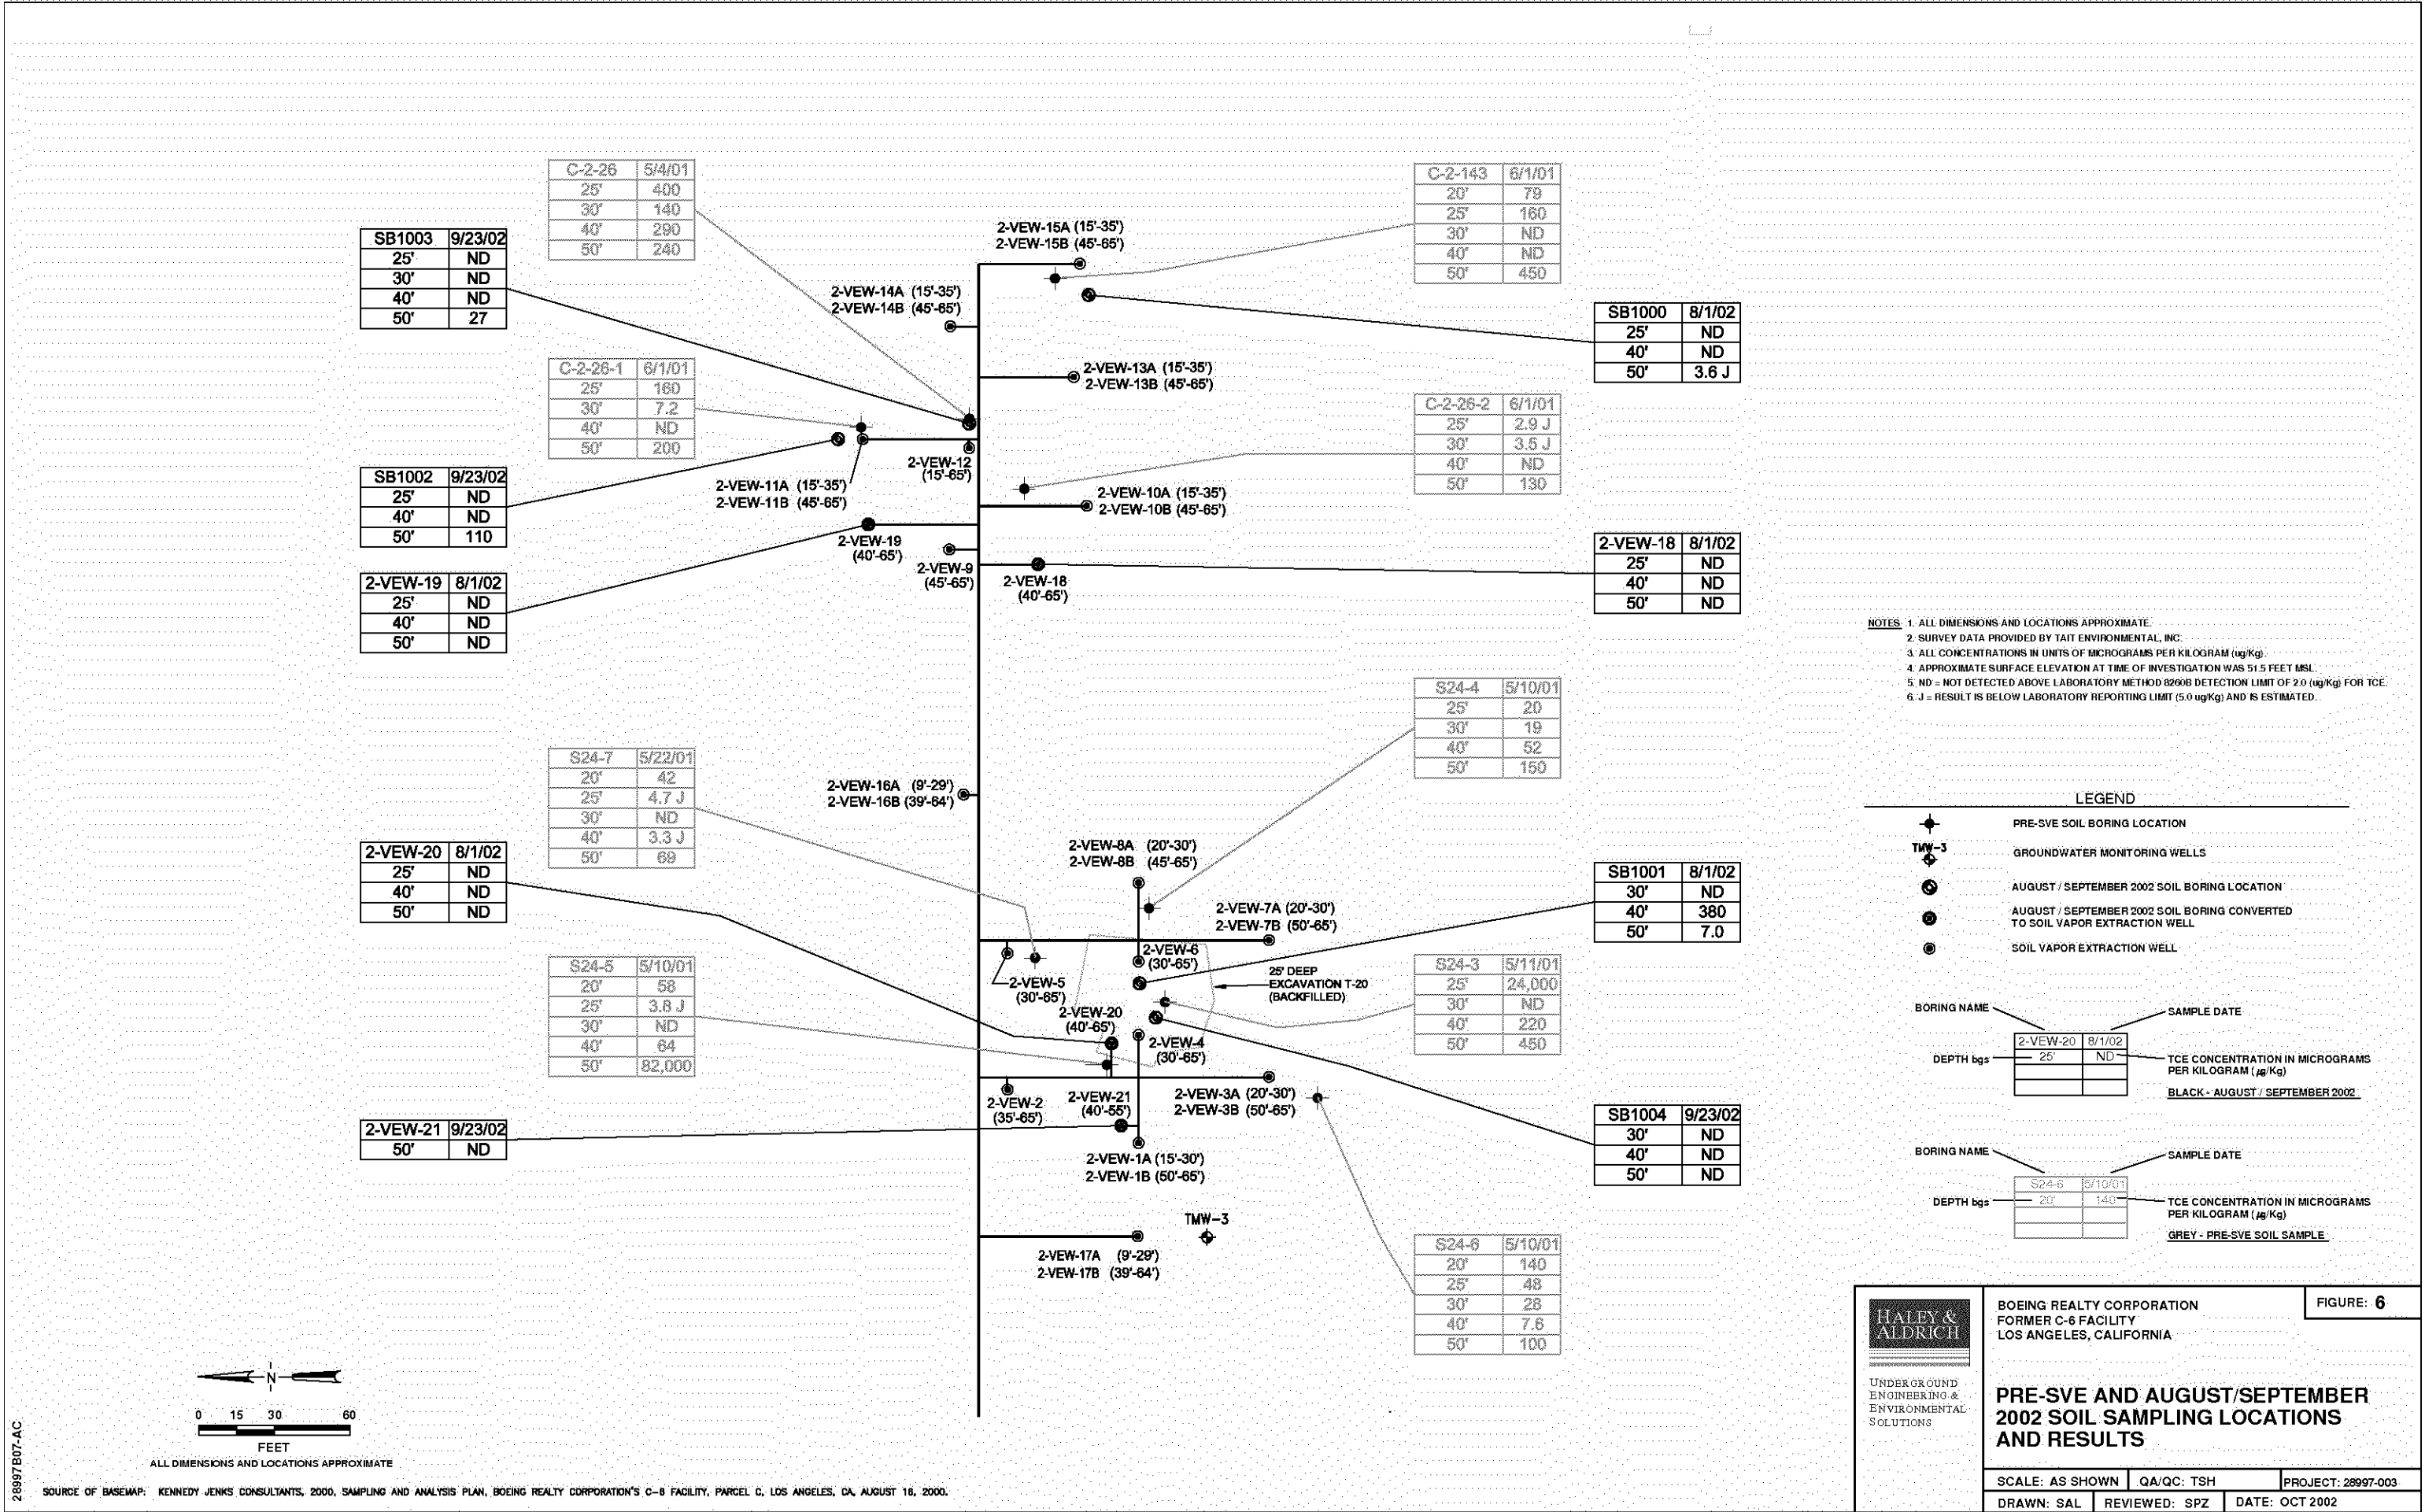 C-2-26 5/4/01
25' 400
30' 140
40' 290
50' 240
C-2-143 6/1/01
20' 79
25' 160
30' ND
40' ND
50' 450
SB1003 9/23/02
25' ND
30' ND
40' ND
50' 27
2-VEW-15A (15'-35')
2-VEW-15B (45'-65')
2-VEW-14A (15'-35')
2-VEW-14B (45'-65')
SB1000 8/1/02
25' ND
40' ND
50' 3.6 J
C-2-26-1 6/1/01
25' 160
30' 7.2
40' ND
50' 200
2-VEW-13A (15'-35')
2-VEW-13B (45'-65')
C-2-26-2 6/1/01
25' 2.9 J
30' 3.5 J
40' ND
50' 130
2-VEW-12
(15'-65')
SB1002 9/23/02
25' ND
40' ND
50' 110
2-VEW-11A (15'-35')
2-VEW-11B (45'-65')
2-VEW-10A (15'-35')
2-VEW-10B (45'-65')
2-VEW-19
(40'-65')
2-VEW-9
(45'-65')
2-VEW-18
(40'-65')
2-VEW-18 8/1/02
25' ND
40' ND
50' ND
2-VEW-19 8/1/02
25' ND
40' ND
50' ND
NOTES 1. ALL DIMENSIONS AND LOCATIONS APPROXIMATE.
2. SURVEY DATA PROVIDED BY TAIT ENVIRONMENTAL, INC.
3. ALL CONCENTRATIONS IN UNITS OF MICROGRAMS PER KILOGRAM (ug/Kg).
4. APPROXIMATE SURFACE ELEVATION AT TIME OF INVESTIGATION WAS 51.5 FEET MSL.
5. ND = NOT DETECTED ABOVE LABORATORY METHOD 8260B DETECTION LIMIT OF 2.0 (ug/Kg) FOR TCE.
6. J = RESULT IS BELOW LABORATORY REPORTING LIMIT (5.0 ug/Kg) AND IS ESTIMATED.
S24-4 5/10/01
25' 20
30' 19
40' 52
50' 150
S24-7 5/22/01
20' 42
25' 4.7 J
30' ND
40' 3.3 J
50' 69
2-VEW-16A (9'-29')
2-VEW-16B (39'-64')
LEGEND
PRE-SVE SOIL BORING LOCATION
TMW-3
GROUNDWATER MONITORING WELLS
AUGUST / SEPTEMBER 2002 SOIL BORING LOCATION
AUGUST / SEPTEMBER 2002 SOIL BORING CONVERTED
TO SOIL VAPOR EXTRACTION WELL
SOIL VAPOR EXTRACTION WELL
2-VEW-20 8/1/02
25' ND
40' ND
50' ND
2-VEW-8A (20'-30')
2-VEW-8B (45'-65')
2-VEW-7A (20'-30')
2-VEW-7B (50'-65')
SB1001 8/1/02
30' ND
40' 380
50' 7.0
2-VEW-6
(30'-65')
2-VEW-5
(30'-65')
25' DEEP
EXCAVATION T-20
(BACKFILLED)
S24-5 5/10/01
20' 58
25' 3.8 J
30' ND
40' 64
50' 82,000
S24-3 5/11/01
25' 24,000
30' ND
40' 220
50' 450
2-VEW-20
(40'-65')
2-VEW-4
(30'-65')
BORING NAME
SAMPLE DATE
2-VEW-20 8/1/02
DEPTH bgs 25' ND
TCE CONCENTRATION IN MICROGRAMS
PER KILOGRAM (µg/Kg)
BLACK - AUGUST / SEPTEMBER 2002
2-VEW-2
(35'-65')
2-VEW-21
(40'-55')
2-VEW-3A (20'-30')
2-VEW-3B (50'-65')
2-VEW-21 9/23/02
50' ND
SB1004 9/23/02
30' ND
40' ND
50' ND
2-VEW-1A (15'-30')
2-VEW-1B (50'-65')
BORING NAME
SAMPLE DATE
S24-6 5/10/01
DEPTH bgs 20' 140
TCE CONCENTRATION IN MICROGRAMS
PER KILOGRAM (µg/Kg)
GREY - PRE-SVE SOIL SAMPLE
TMW-3
2-VEW-17A (9'-29')
2-VEW-17B (39'-64')
S24-6 5/10/01
20' 140
25' 48
30' 28
40' 7.6
50' 100
N
0 15 30 60
FEET
ALL DIMENSIONS AND LOCATIONS APPROXIMATE
28997B07-AC
SOURCE OF BASEMAP: KENNEDY JENKS CONSULTANTS, 2000, SAMPLING AND ANALYSIS PLAN, BOEING REALTY CORPORATION'S C-6 FACILITY, PARCEL C, LOS ANGELES, CA, AUGUST 16, 2000.
HALEY &
ALDRICH
UNDERGROUND
ENGINEERING &
ENVIRONMENTAL
SOLUTIONS
BOEING REALTY CORPORATION
FORMER C-6 FACILITY
LOS ANGELES, CALIFORNIA
FIGURE: 6
PRE-SVE AND AUGUST/SEPTEMBER
2002 SOIL SAMPLING LOCATIONS
AND RESULTS
SCALE: AS SHOWN QA/QC: TSH PROJECT: 28997-003
DRAWN: SAL REVIEWED: SPZ DATE: OCT 2002